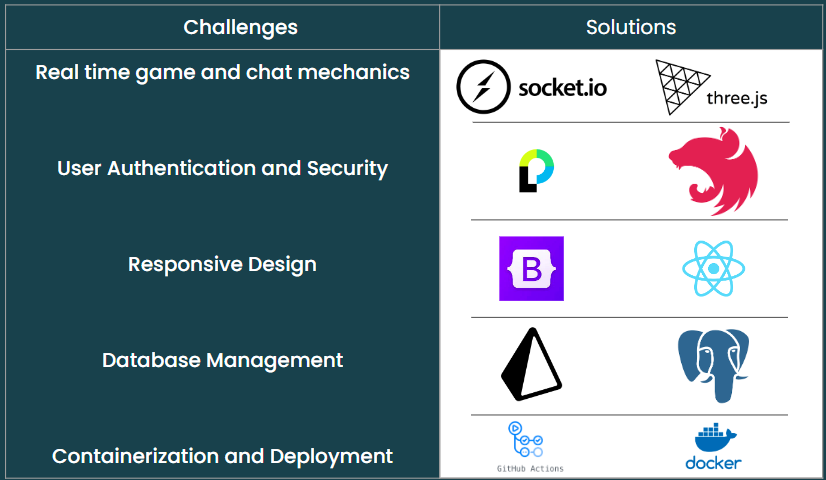 Challenges
Solutions
Real time game and chat mechanics
socket.io
three.js
User Authentication and Security
Responsive Design
B
Database Management
Containerization and Deployment
GitHub Actions
docker